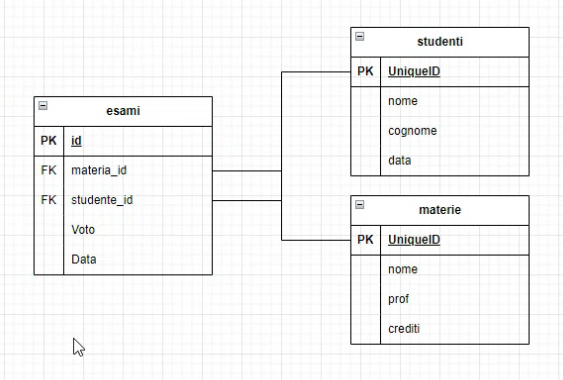 esami
PK id
FK materia_id
FK studente_id
Voto
Data
studenti
PK UniqueID
nome
cognome
data
materie
PK UniqueID
nome
prof
crediti